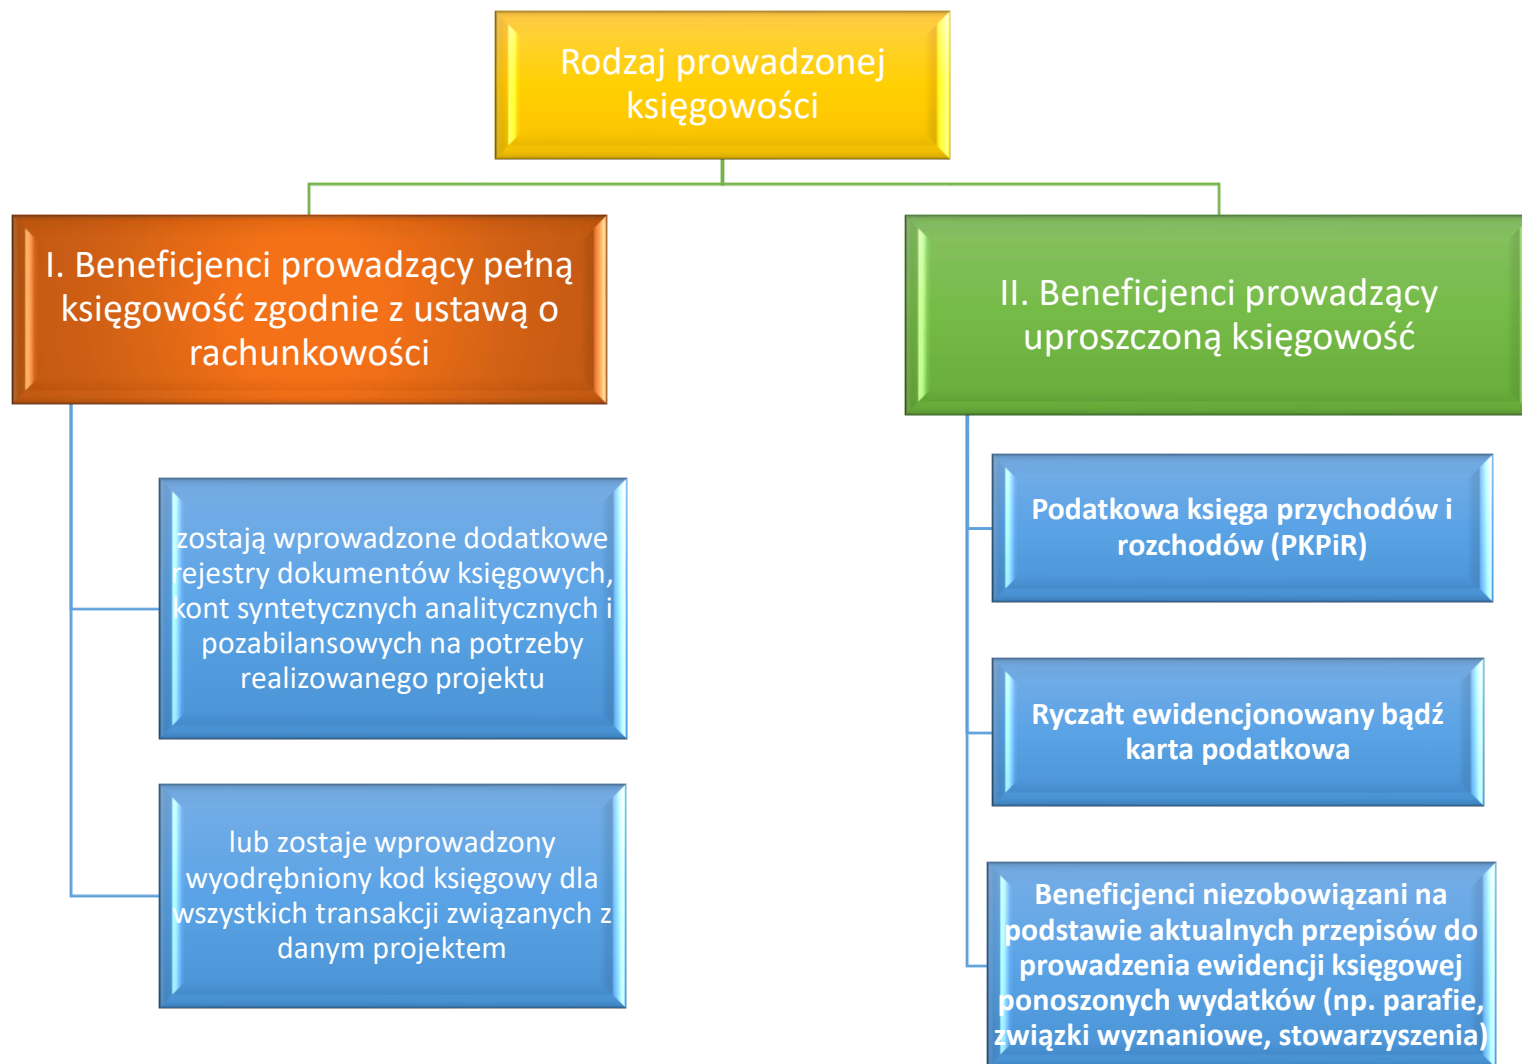 Rodzaj prowadzonej
księgowości
I. Beneficjenci prowadzący pełną
księgowość zgodnie z ustawą o
rachunkowości
zostają wprowadzone dodatkowe
rejestry dokumentów księgowych,
kont syntetycznych analitycznych i
pozabilansowych na potrzeby
realizowanego projektu
lub zostaje wprowadzony
wyodrębniony kod księgowy dla
wszystkich transakcji związanych z
danym projektem
II. Beneficjenci prowadzący
uproszczoną księgowość
Podatkowa księga przychodów i
rozchodów (PKPiR)
Ryczałt ewidencjonowany bądź
karta podatkowa
Beneficjenci niezobowiązani na
podstawie aktualnych przepisów do
prowadzenia ewidencji księgowej
ponoszonych wydatków (np. parafie,
związki wyznaniowe, stowarzyszenia)